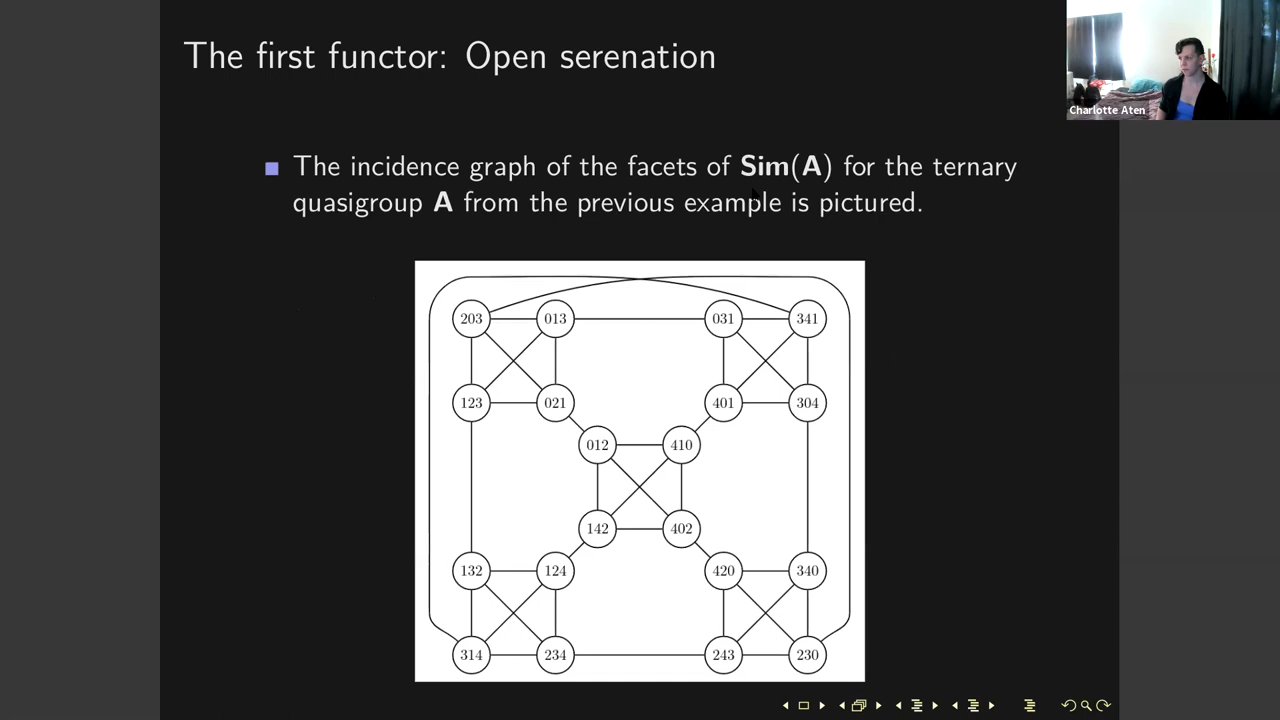 The first functor: Open serenation
Charlotte Aten
The incidence graph of the facets of Sim(A) for the ternary
quasigroup A from the previous example is pictured.
203 013 031 341
123 021 401 304
012 410
142 402
132 124 420 340
314 234 243 230